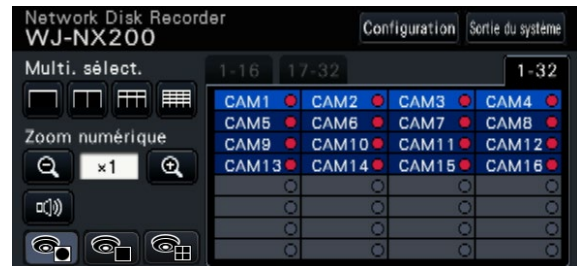 Network Disk Recorder
WJ-NX200
Configuration
Sortie du système
Multi. sélect.
1-16 17-32 1-32
CAM1 CAM2 CAM3 CAM4
CAM5 CAM6 CAM7 CAM8
Zoom numérique
CAM9 CAM10 CAM11 CAM12
×1
CAM13 CAM14 CAM15 CAM16